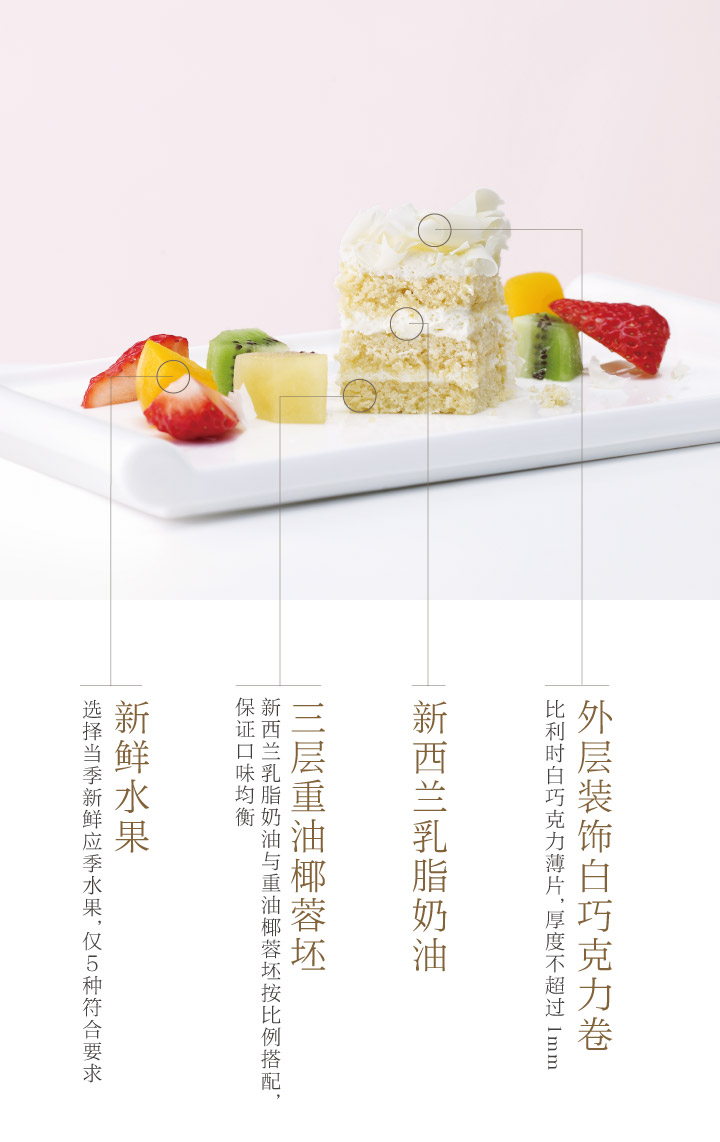 外层装饰白巧克力卷
比利时白巧克力薄片，厚度不超过 1mm
新西兰乳脂奶油
三层重油椰蓉坯
新西兰乳脂奶油与重油椰蓉坯按比例搭配，
保证口味均衡
新鲜水果
选择当季新鲜应季水果，仅 5 种符合要求